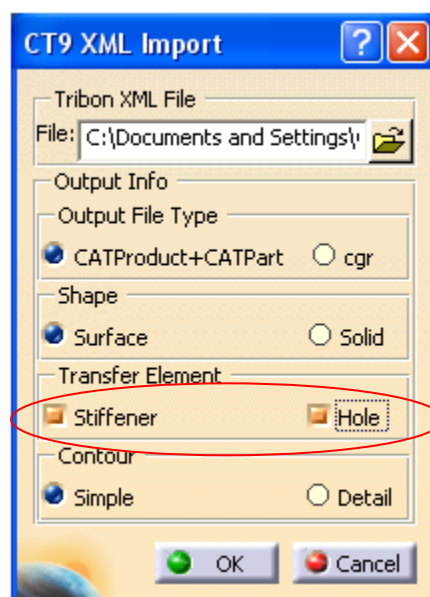 CT9 XML Import
Tribon XML File
File: C:\Documents and Settings\
Output Info
Output File Type
CATProduct+CATPart cgr
Shape
Surface Solid
Transfer Element
Stiffener Hole
Contour
Simple Detail
OK Cancel